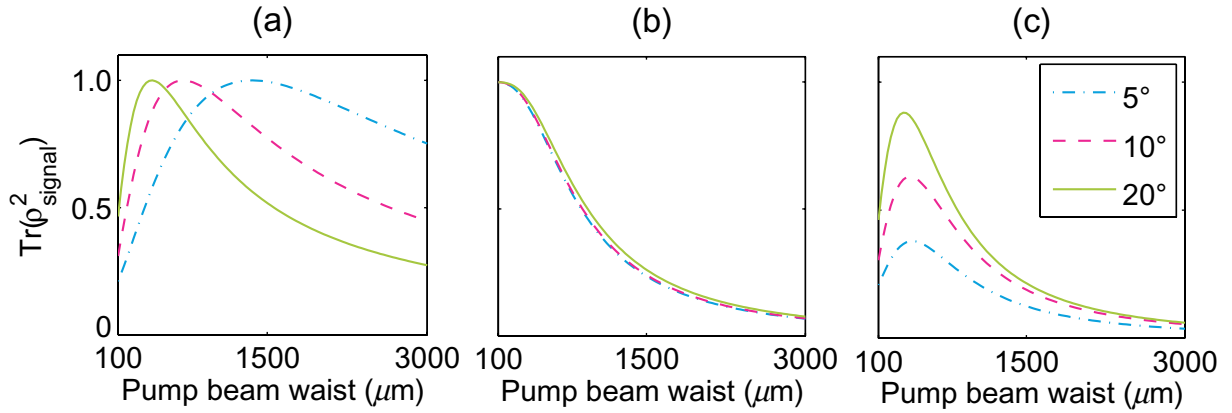 (a) (b) (c)
Tr(ρ²signal)
1.0
0.5
0
5°
10°
20°
100 1500 3000 100 1500 3000 100 1500 3000
Pump beam waist (μm) Pump beam waist (μm) Pump beam waist (μm)